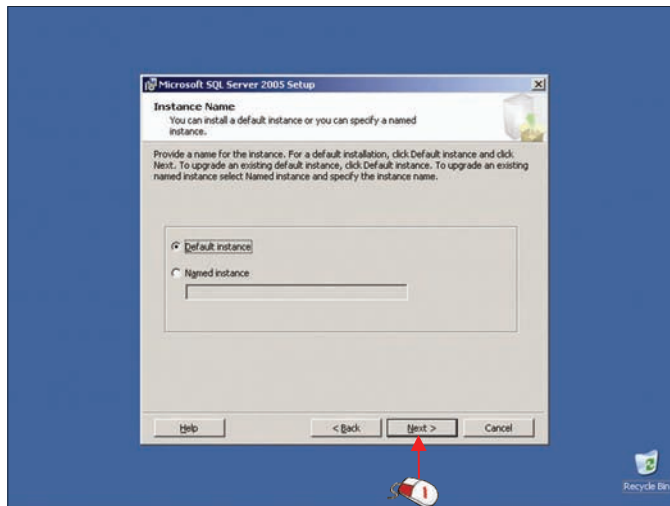 Microsoft SQL Server 2005 Setup
Instance Name
You can install a default instance or you can specify a named
instance.
Provide a name for the instance. For a default installation, click Default instance and click
Next. To upgrade an existing default instance, click Default instance. To upgrade an existing
named instance select Named instance and specify the instance name.
Default instance
Named instance
Help
< Back
Next >
Cancel
1
Recycle Bin